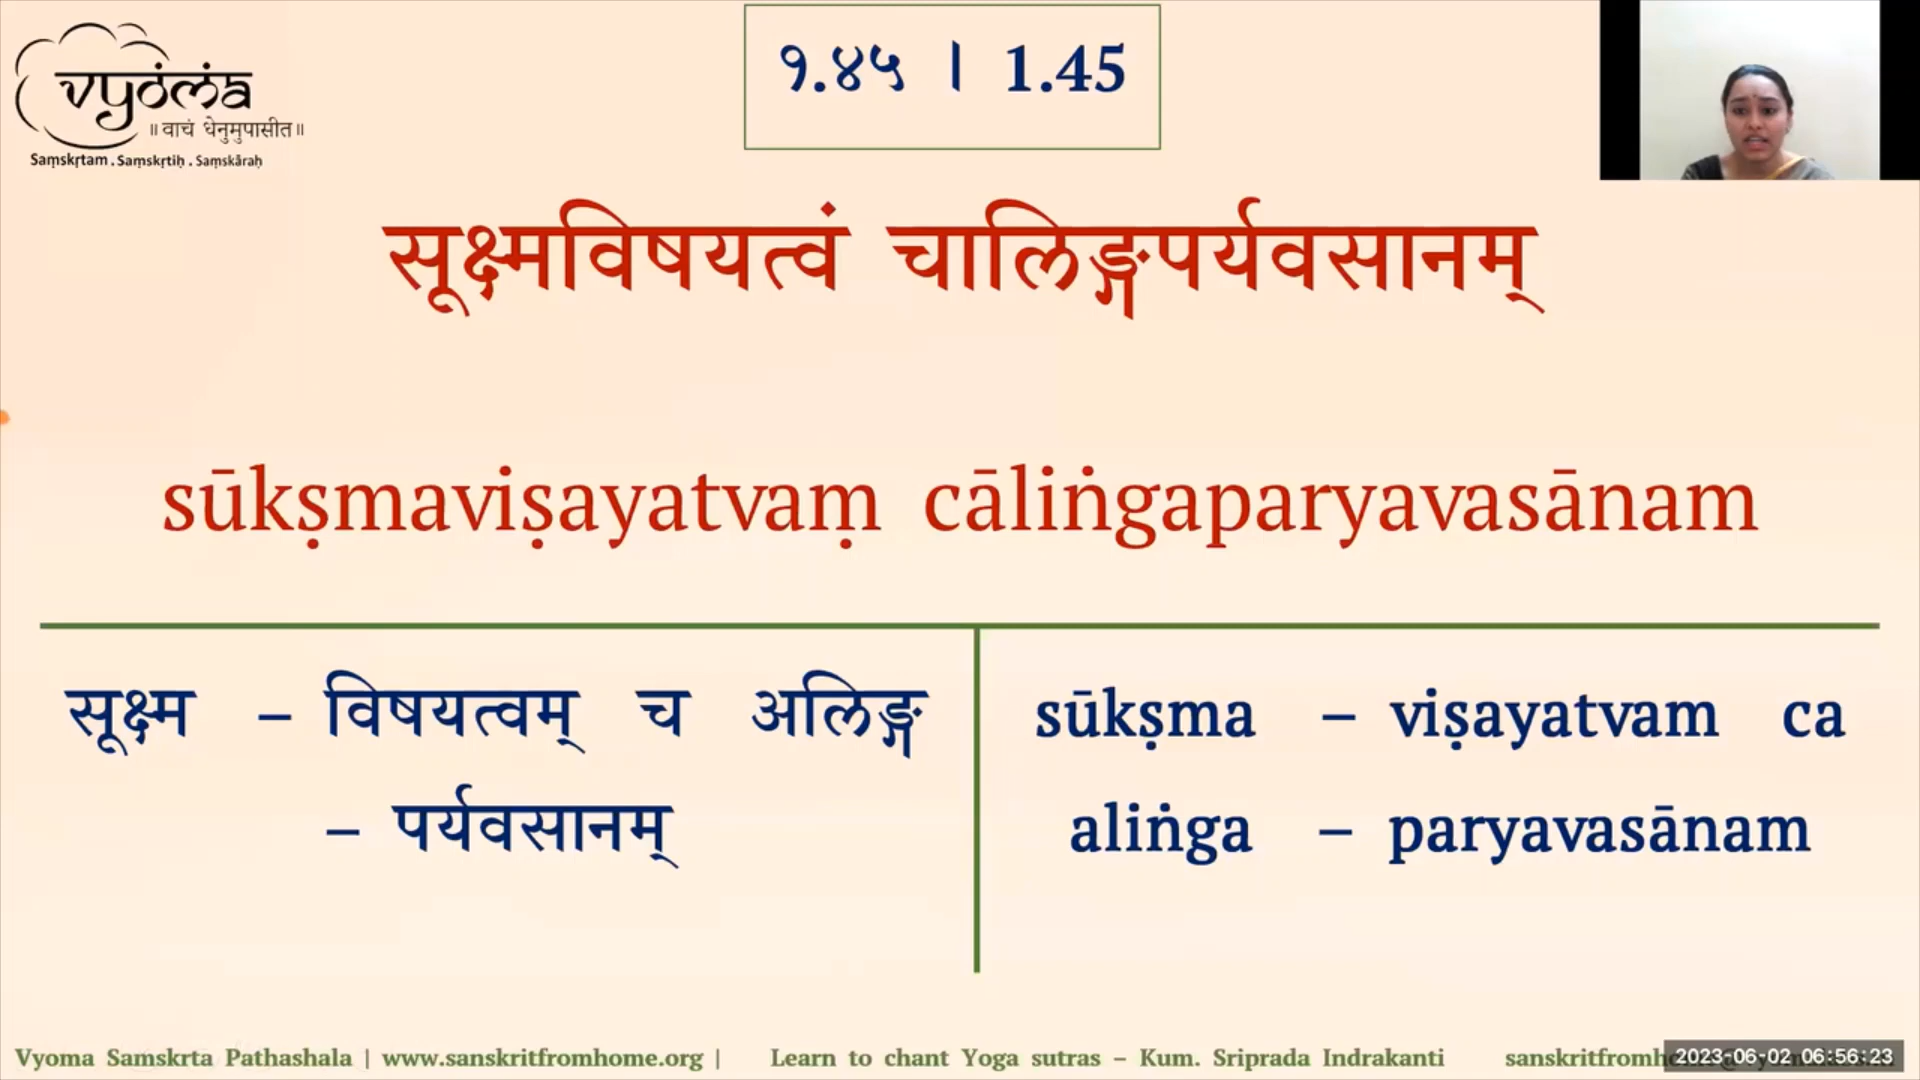 vyoma
॥ वाचं धेनुमुपासीत॥
Saṃskṛtam . Saṃskṛtiḥ . Saṃskāraḥ
१.४५ । 1.45
सूक्ष्मविषयत्वं चालिङ्गपर्यवसानम्
sūkṣmaviṣayatvaṃ cāliṅgaparyavasānam
सूक्ष्म – विषयत्वम् च अलिङ्ग
– पर्यवसानम्
sūkṣma – viṣayatvam ca
aliṅga – paryavasānam
Vyoma Samskrta Pathashala | www.sanskritfromhome.org | Learn to chant Yoga sutras – Kum. Sriprada Indrakanti
2023-06-02 06:56:23